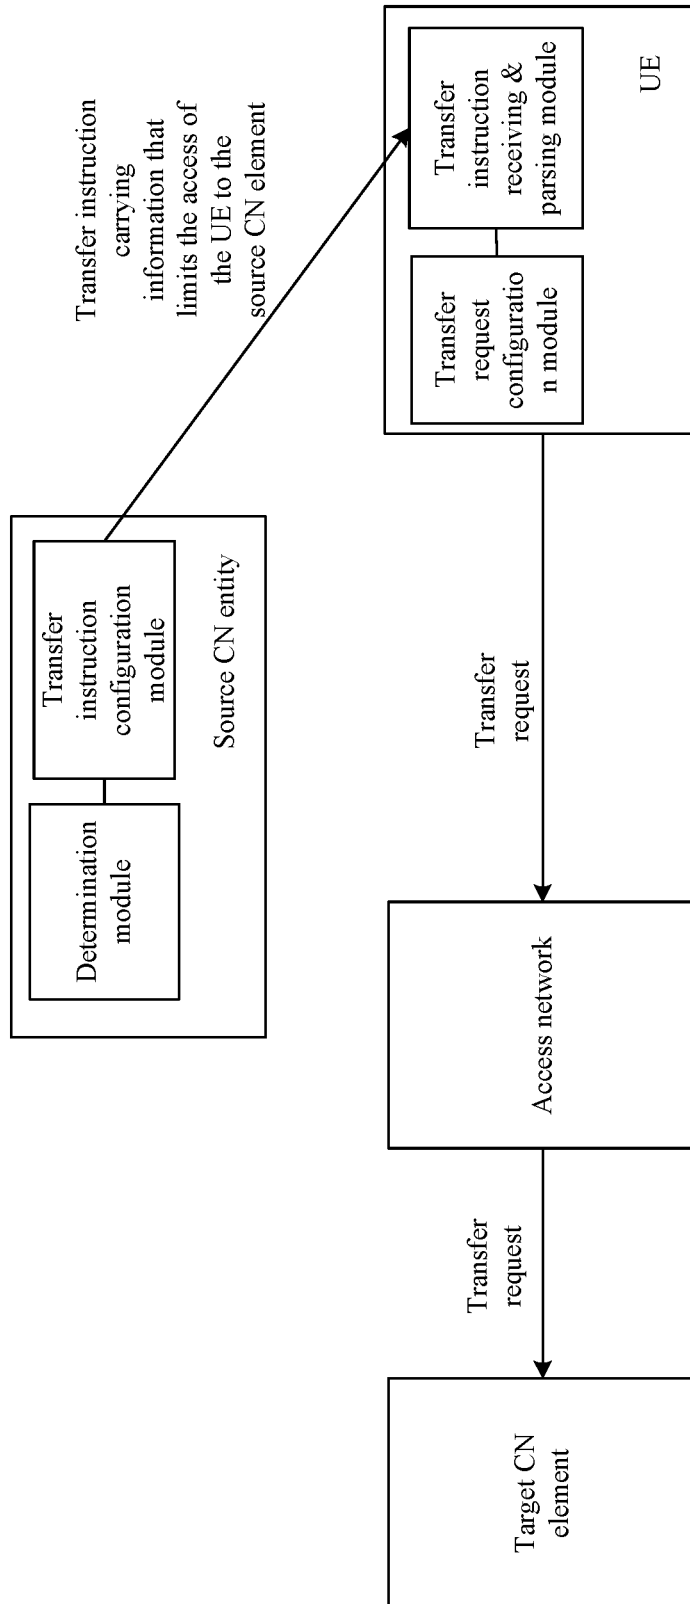 Determination
module
Transfer
instruction
configuration
module
Source CN entity
Transfer instruction
carrying
information that
limits the access of
the UE to the
source CN element
Target CN
element
Transfer
request
Access network
Transfer
request
Transfer
request
configuratio
n module
Transfer
instruction
receiving &
parsing module
UE